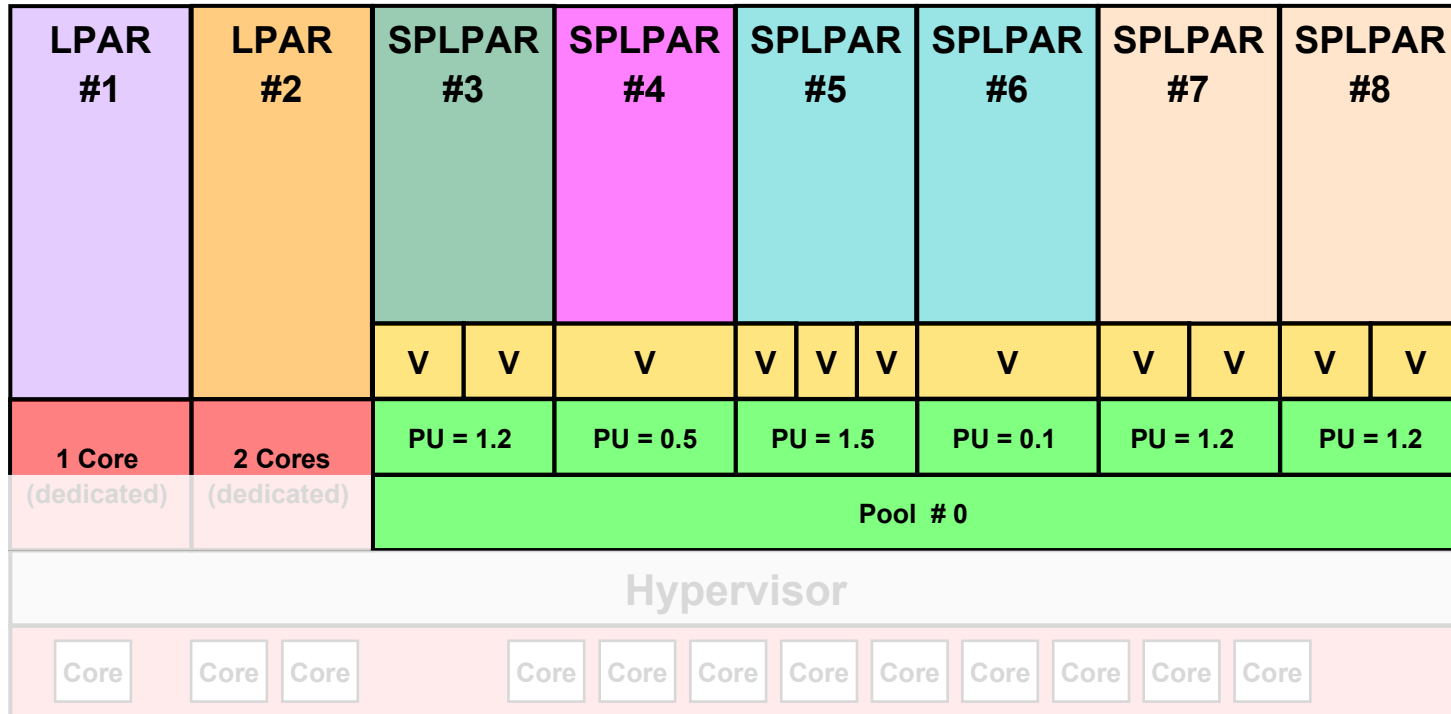 LPAR #1
LPAR #2
SPLPAR #3
SPLPAR #4
SPLPAR #5
SPLPAR #6
SPLPAR #7
SPLPAR #8
V V V V V V V V V V V
1 Core (dedicated)
2 Cores (dedicated)
PU = 1.2
PU = 0.5
PU = 1.5
PU = 0.1
PU = 1.2
PU = 1.2
Pool # 0
Hypervisor
Core Core Core Core Core Core Core Core Core Core Core Core